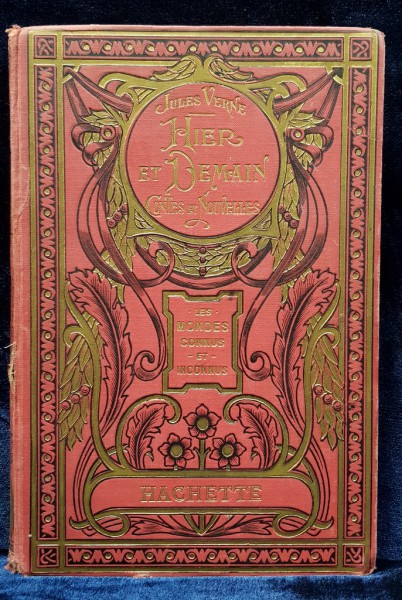 JULES VERNE
HIER
ET DEMAIN
CONTES ET NOUVELLES
- LES -
MONDES
CONNUS
- ET -
INCONNUS
HACHETTE